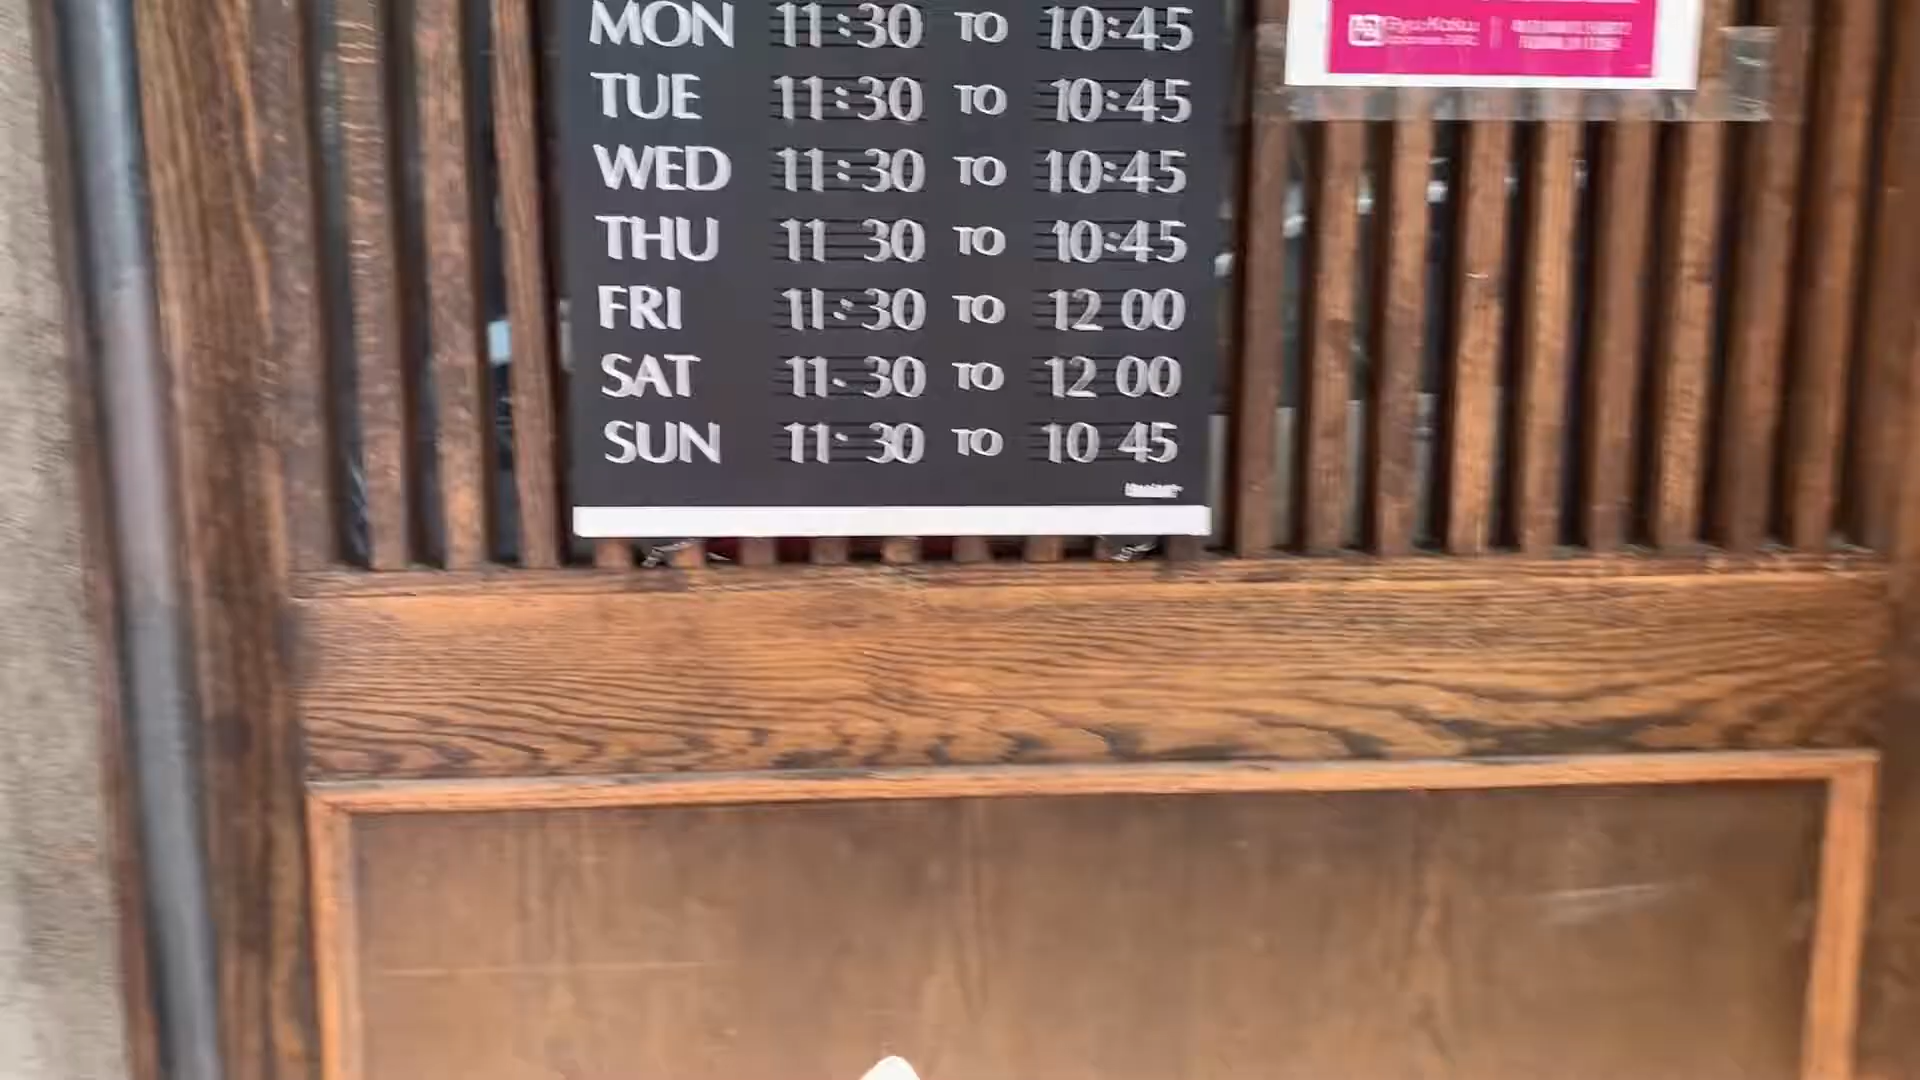 MON 11:30 TO 10:45
TUE 11:30 TO 10:45
WED 11:30 TO 10:45
THU 11 30 TO 10:45
FRI 11:30 TO 12 00
SAT 11. 30 TO 12 00
SUN 11· 30 TO 10 45
Gyu-Kaku